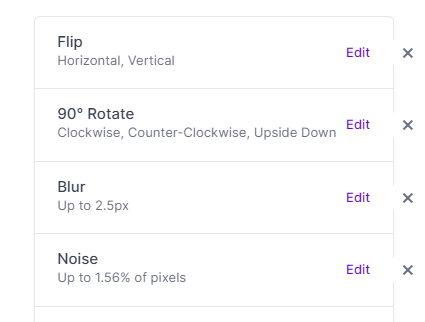 Flip
Horizontal, Vertical
Edit
90° Rotate
Clockwise, Counter-Clockwise, Upside Down
Edit
Blur
Up to 2.5px
Edit
Noise
Up to 1.56% of pixels
Edit